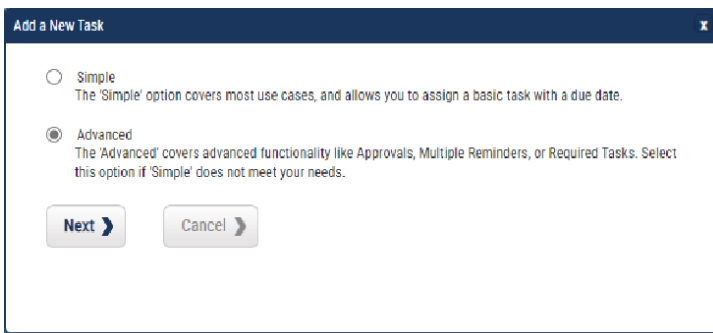 Add a New Task
x
Simple
The 'Simple' option covers most use cases, and allows you to assign a basic task with a due date.
Advanced
The 'Advanced' covers advanced functionality like Approvals, Multiple Reminders, or Required Tasks. Select
this option if 'Simple' does not meet your needs.
Next
Cancel